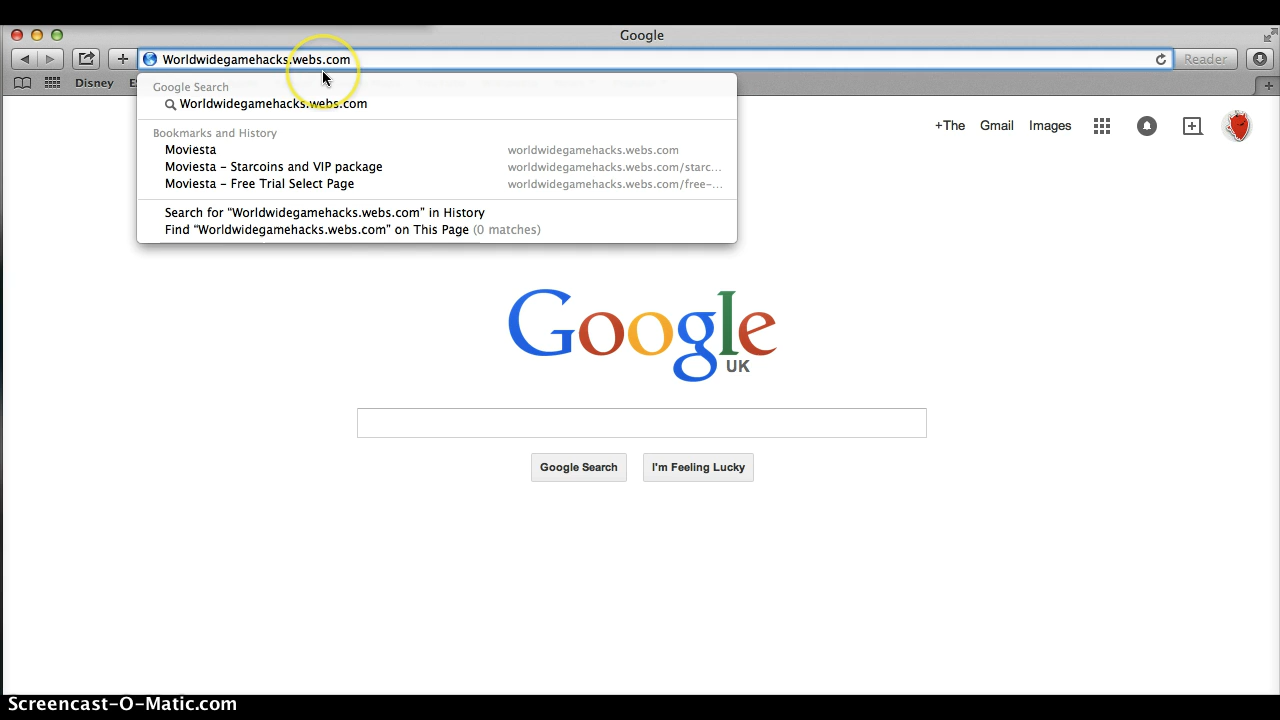 Google
Worldwidegamehacks.webs.com
Reader
Disney
Google Search
Worldwidegamehacks.webs.com
Bookmarks and History
Moviesta worldwidegamehacks.webs.com
Moviesta – Starcoins and VIP package worldwidegamehacks.webs.com/starc...
Moviesta – Free Trial Select Page worldwidegamehacks.webs.com/free-...
Search for “Worldwidegamehacks.webs.com” in History
Find “Worldwidegamehacks.webs.com” on This Page (0 matches)
+The Gmail Images
Google
UK
Google Search I'm Feeling Lucky
Screencast-O-Matic.com